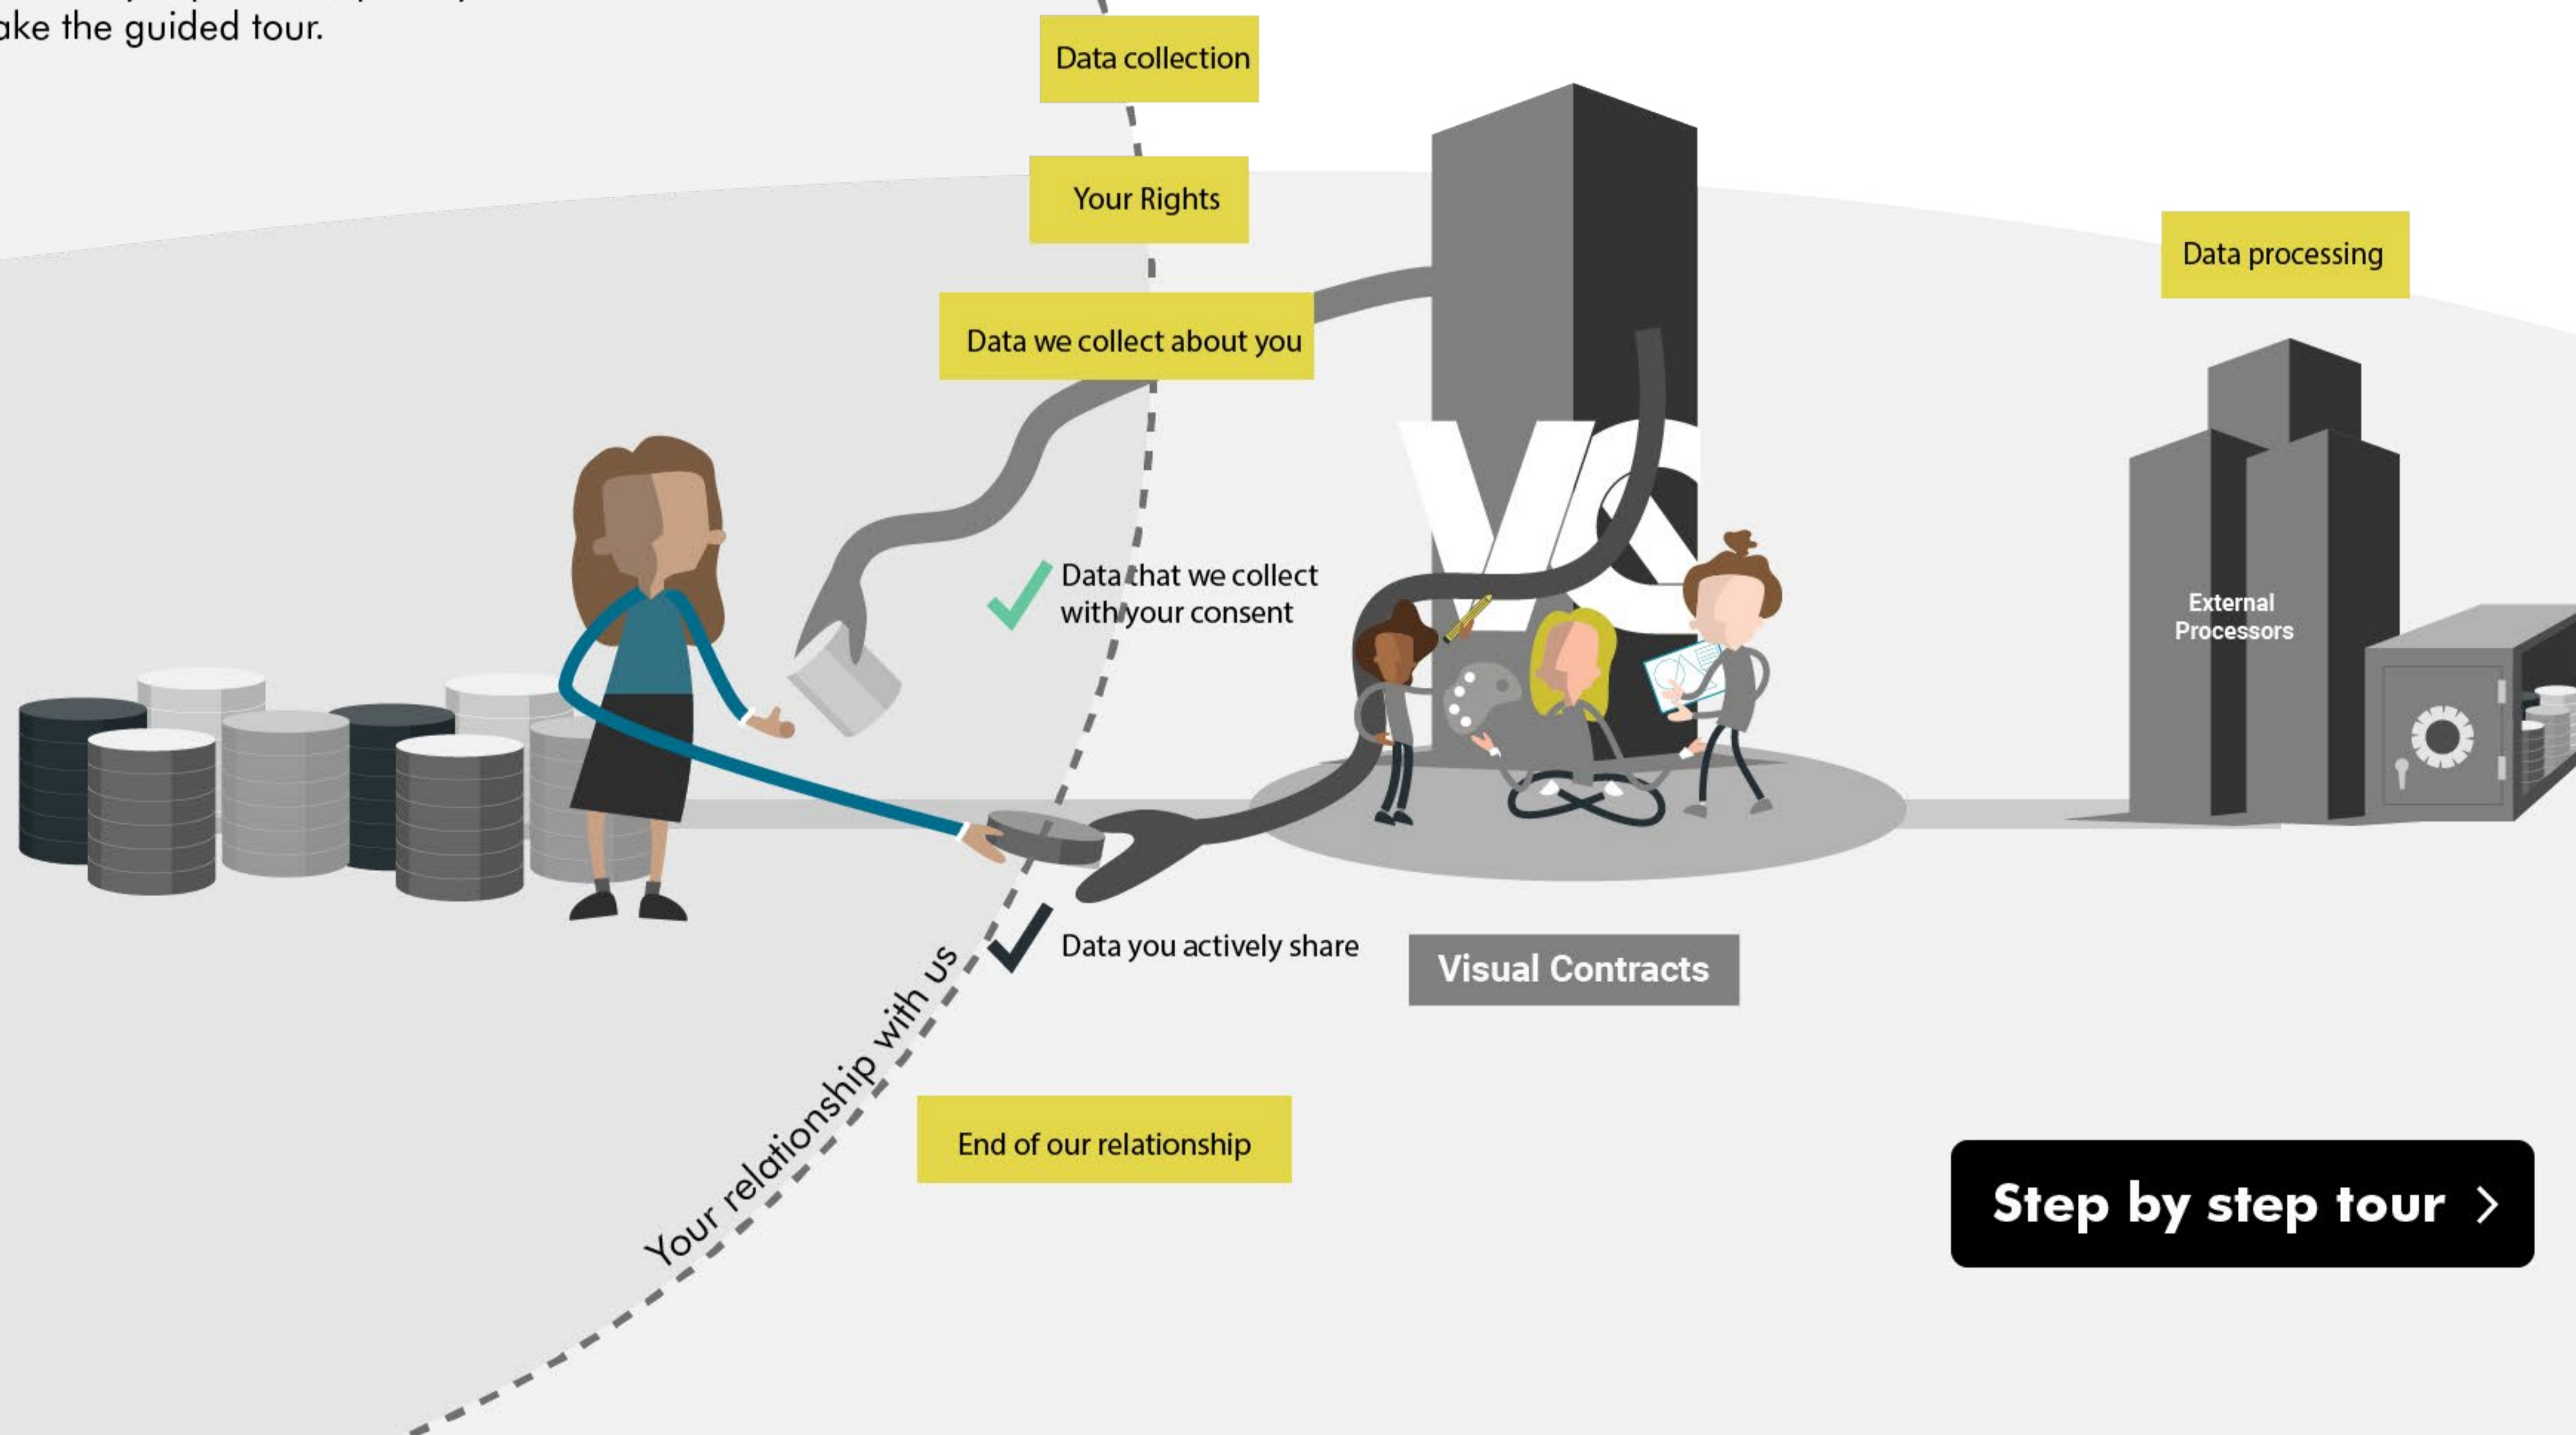 ake the guided tour.
Data collection
Your Rights
Data we collect about you
Data processing
VC
Data that we collect
with your consent
External
Processors
Data you actively share
Visual Contracts
Your relationship with us
End of our relationship
Step by step tour >